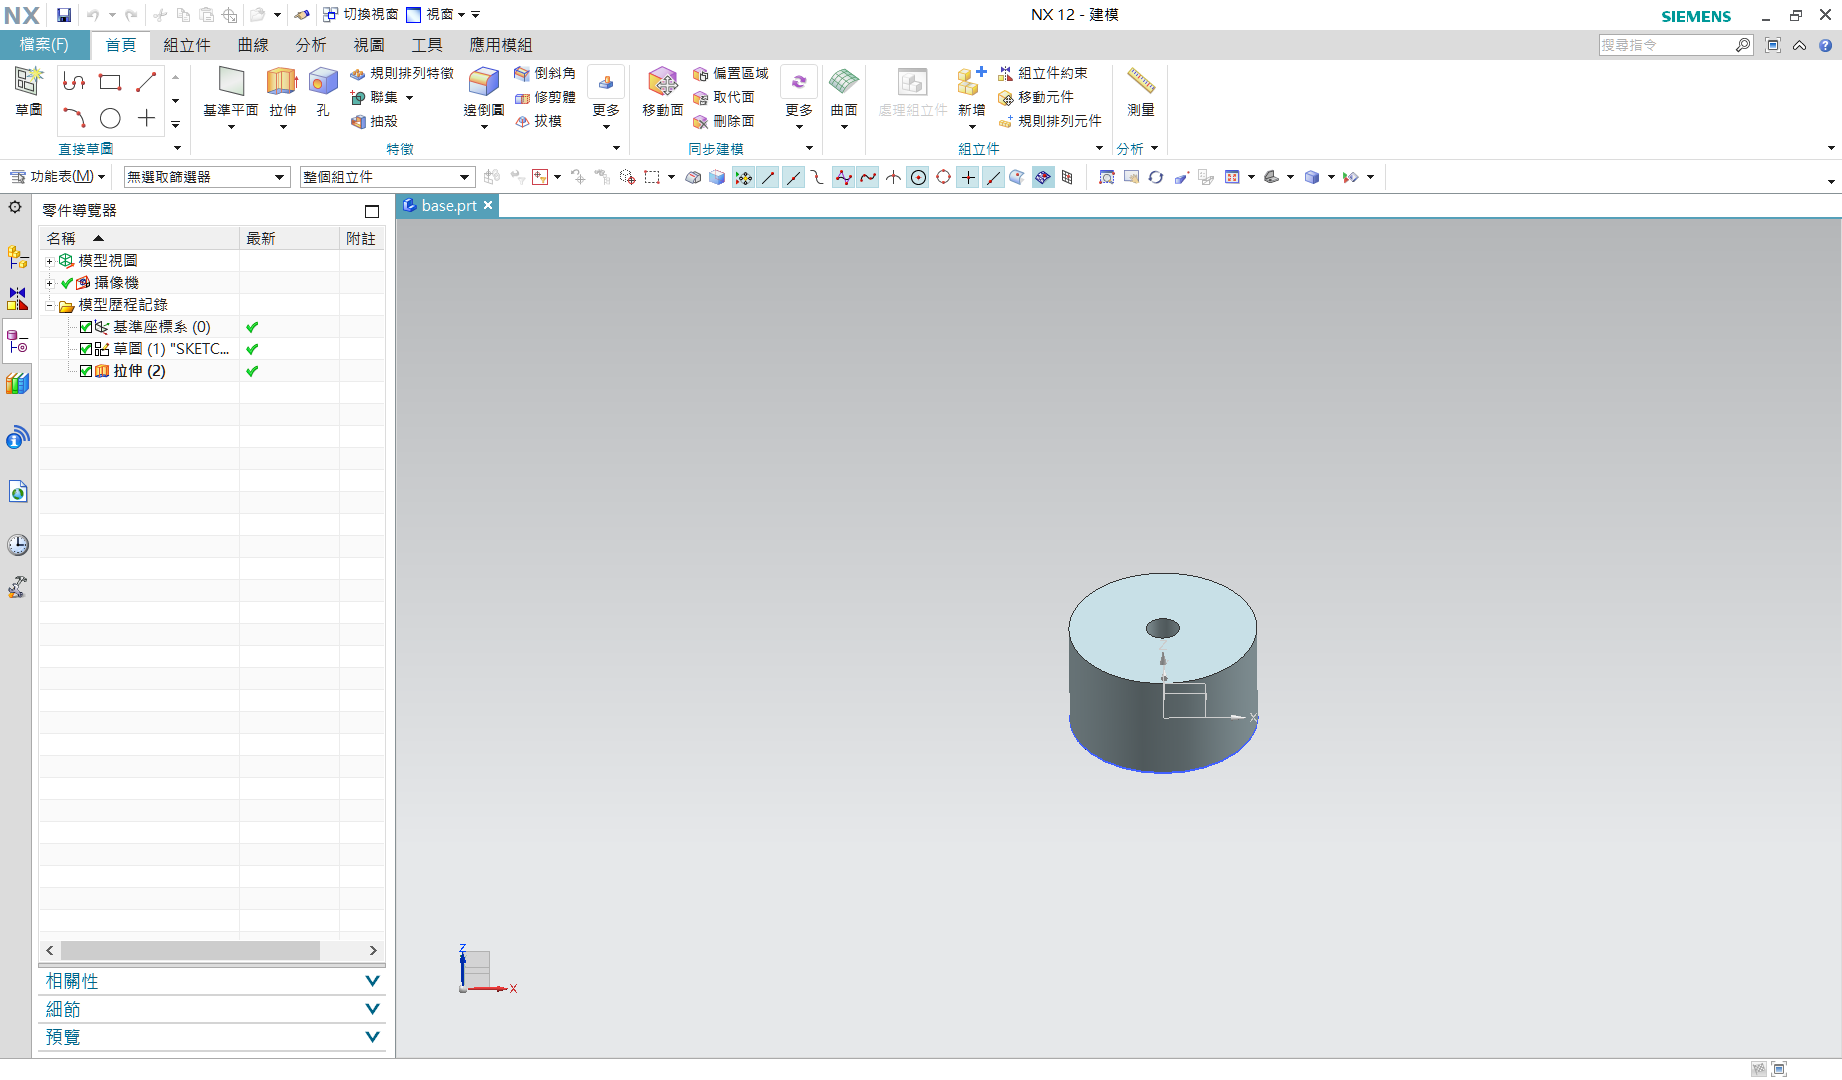 NX 切換視窗 視窗 NX 12 - 建模 SIEMENS
檔案(F) 首頁 組立件 曲線 分析 視圖 工具 應用模組 搜尋指令
草圖 基準平面 拉伸 孔 規則排列特徵 聯集 抽殼 邊倒圓 倒斜角 修剪體 拔模 更多 移動面 偏置區域 取代面 刪除面 更多 曲面 處理組立件 新增 組立件約束 移動元件 規則排列元件 測量
直接草圖 特徵 同步建模 組立件 分析
功能表(M) 無選取篩選器 整個組立件
零件導覽器 base.prt
名稱 最新 附註
模型視圖
攝像機
模型歷程記錄
基準座標系 (0)
草圖 (1) "SKETC...
拉伸 (2)
Z
X
Z
X
相關性
細節
預覽